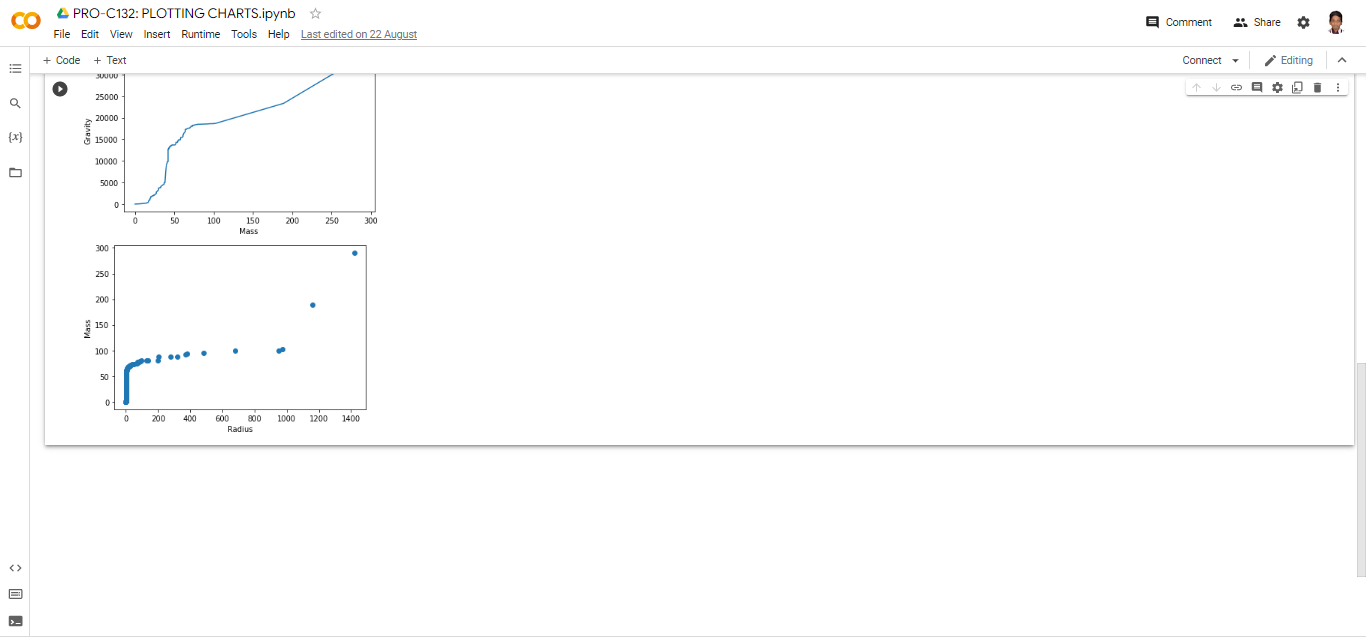 PRO-C132: PLOTTING CHARTS.ipynb
Comment Share
File Edit View Insert Runtime Tools Help Last edited on 22 August
+ Code + Text
Connect Editing
30000
25000
20000
15000
10000
5000
0
Gravity
0 50 100 150 200 250 300
Mass
300
250
200
150
100
50
0
Mass
0 200 400 600 800 1000 1200 1400
Radius
{x}